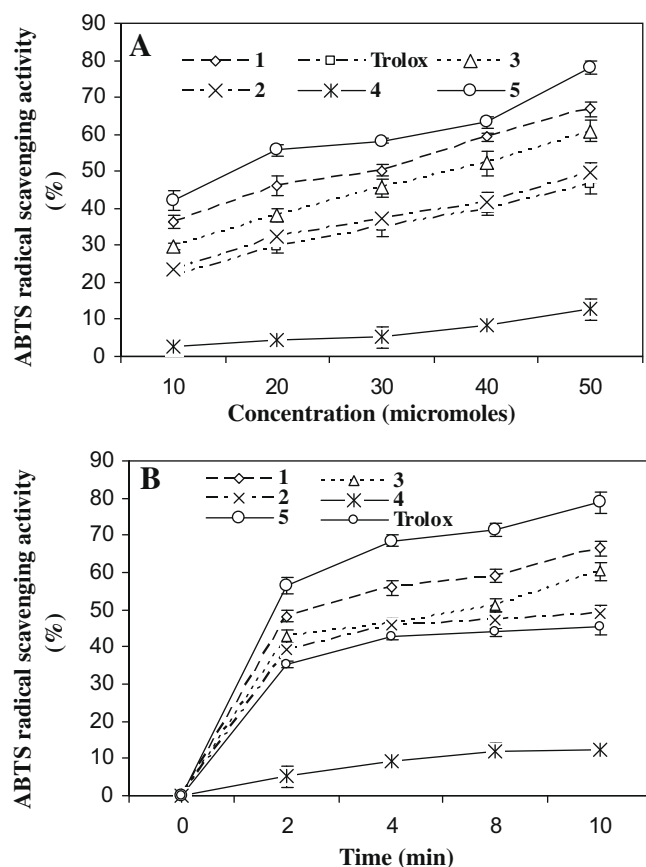 A
1 Trolox 3
2 4 5
90
80
70
60
50
40
30
20
10
0
ABTS radical scavenging activity
(%)
10 20 30 40 50
Concentration (micromoles)
B
1 3
2 4
5 Trolox
90
80
70
60
50
40
30
20
10
0
ABTS radical scavenging activity
(%)
0 2 4 8 10
Time (min)